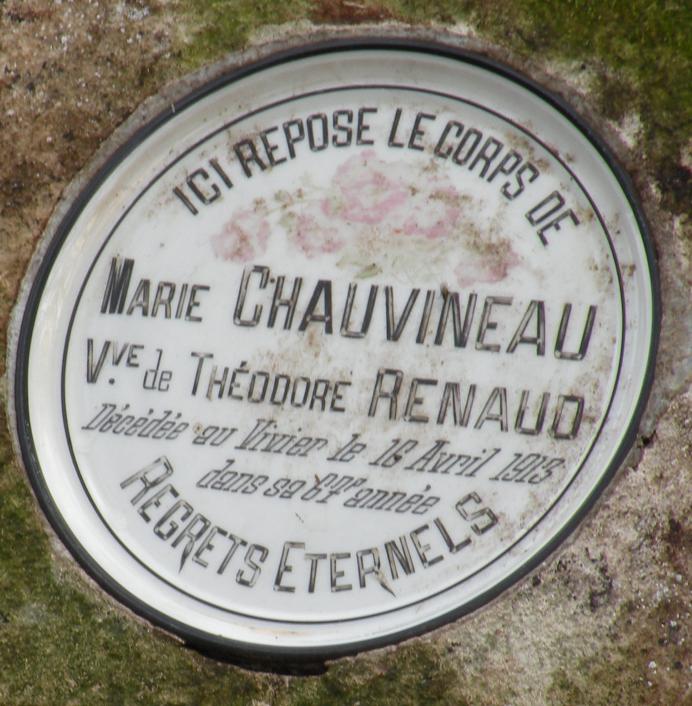 ICI REPOSE LE CORPS DE
MARIE CHAUVINEAU
Vve de THÉODORE RENAUD
Décédée au Vivier le 16 Avril 1913
dans sa année
REGRETS ETERNELS